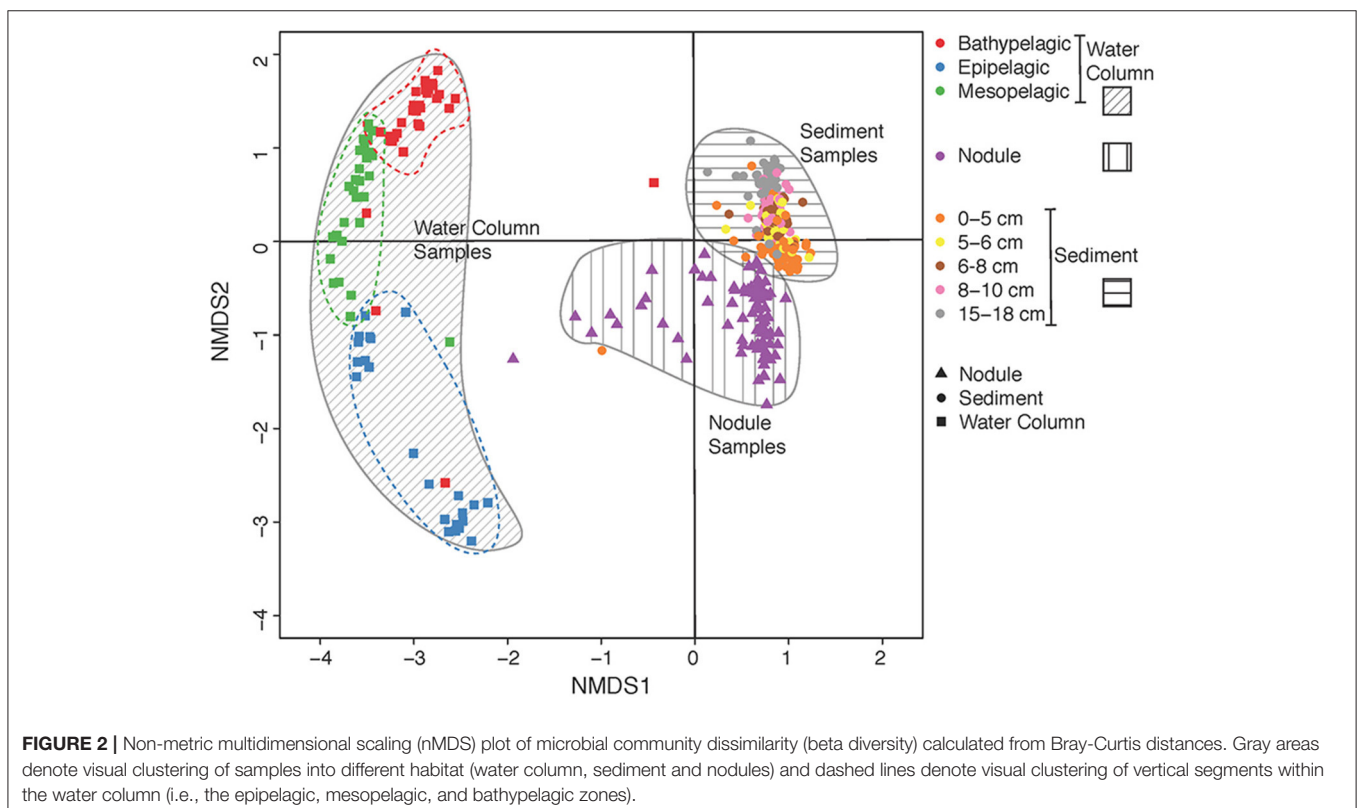 2
1
0
−1
−2
−3
−4
NMDS2
−4
−3
−2
−1
0
1
2
NMDS1
Water Column
Samples
Sediment
Samples
Nodule
Samples
Bathypelagic
Epipelagic
Mesopelagic
Water
Column
Nodule
0–5 cm
5–6 cm
6-8 cm
8–10 cm
15–18 cm
Sediment
Nodule
Sediment
Water Column
FIGURE 2 | Non-metric multidimensional scaling (nMDS) plot of microbial community dissimilarity (beta diversity) calculated from Bray-Curtis distances. Gray areas
denote visual clustering of samples into different habitat (water column, sediment and nodules) and dashed lines denote visual clustering of vertical segments within
the water column (i.e., the epipelagic, mesopelagic, and bathypelagic zones).